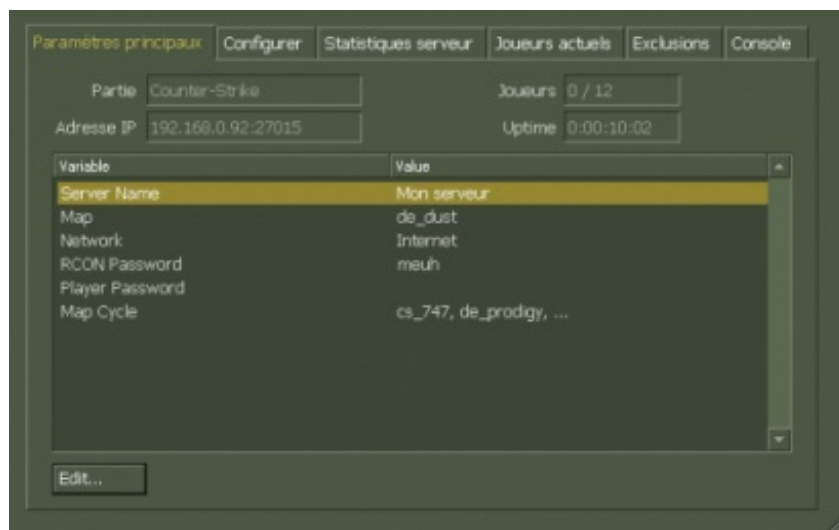 Paramètres principaux Configurer Statistiques serveur Joueurs actuels Exclusions Console
Partie Counter-Strike Joueurs 0 / 12
Adresse IP 192.168.0.92:27015 Uptime 0:00:10:02
Variable Value
Server Name Mon serveur
Map de_dust
Network Internet
RCON Password meuh
Player Password
Map Cycle cs_747, de_prodigy, ...
Edit...